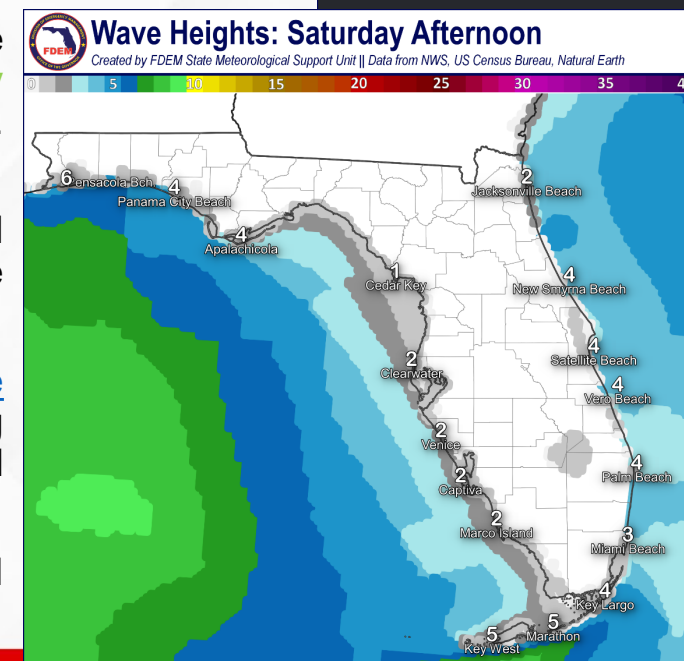 FDEM
Wave Heights: Saturday Afternoon
Created by FDEM State Meteorological Support Unit || Data from NWS, US Census Bureau, Natural Earth
0 5 10 15 20 25 30 35
6
Pensacola Bch
4
Panama City Beach
2
Jacksonville Beach
4
Apalachicola
1
Cedar Key
4
New Smyrna Beach
2
Clearwater
4
Satellite Beach
4
Vero Beach
2
Venice
4
Palm Beach
2
Captiva
2
Marco Island
3
Miami Beach
4
Key Largo
5
Marathon
5
Key West